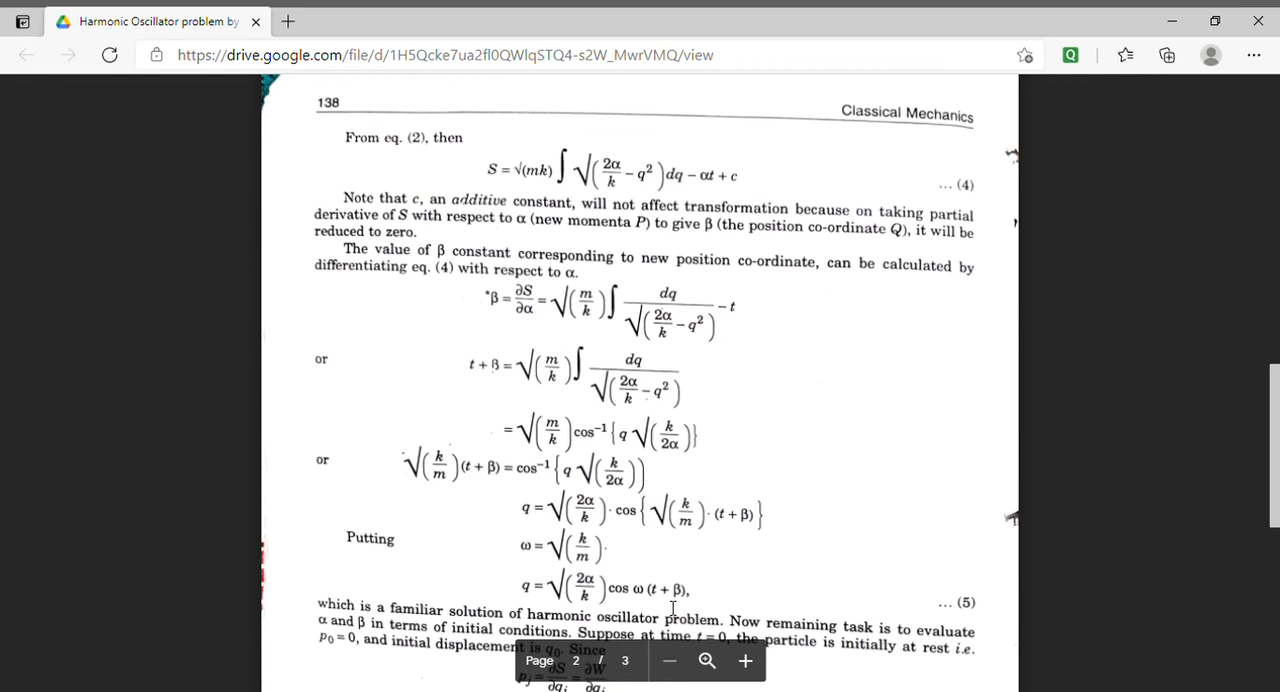 Harmonic Oscillator problem by
https://drive.google.com/file/d/1H5Qcke7ua2fl0QWlqSTQ4-s2W_MwrVMQ/view
138
Classical Mechanics
From eq. (2), then
S = √(mk) ∫ √(2α/k − q²) dq − αt + c ... (4)
Note that c, an additive constant, will not affect transformation because on taking partial
derivative of S with respect to α (new momenta P) to give β (the position co-ordinate Q), it will be
reduced to zero.
The value of β constant corresponding to new position co-ordinate, can be calculated by
differentiating eq. (4) with respect to α.
*β = ∂S/∂α = √(m/k) ∫ dq/√(2α/k − q²) − t
or t + β = √(m/k) ∫ dq/√(2α/k − q²)
= √(m/k) cos⁻¹{q √(k/2α)}
or √(k/m) (t + β) = cos⁻¹{q √(k/2α))
q = √(2α/k) · cos{√(k/m) · (t + β)}
Putting ω = √(k/m).
q = √(2α/k) cos ω (t + β), ... (5)
which is a familiar solution of harmonic oscillator problem. Now remaining task is to evaluate
α and β in terms of initial conditions. Suppose at time t = 0, the particle is initially at rest i.e.
p₀ = 0, and initial displacement is q₀. Since
Page 2 / 3
pⱼ = ∂S/∂qⱼ = ∂W/∂qⱼ